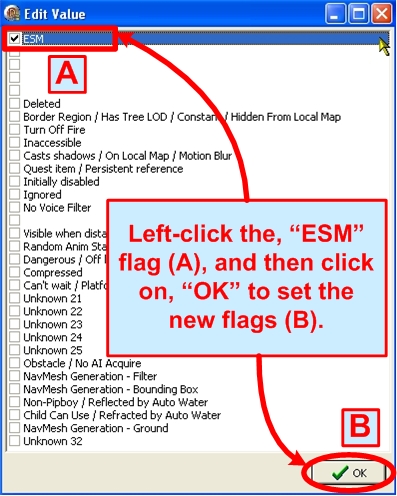 Edit Value
ESM
A
Deleted
Border Region / Has Tree LOD / Constant / Hidden From Local Map
Turn Off Fire
Inaccessible
Casts shadows / On Local Map / Motion Blur
Quest item / Persistent reference
Initially disabled
Ignored
No Voice Filter
Visible when dista
Random Anim Sta
Dangerous / Off l
Compressed
Can't wait / Platfo
Unknown 21
Unknown 22
Unknown 23
Unknown 24
Unknown 25
Obstacle / No AI Acquire
NavMesh Generation - Filter
NavMesh Generation - Bounding Box
Non-Pipboy / Reflected by Auto Water
Child Can Use / Refracted by Auto Water
NavMesh Generation - Ground
Unknown 32
Left-click the, “ESM”
flag (A), and then click
on, “OK” to set the
new flags (B).
B
OK